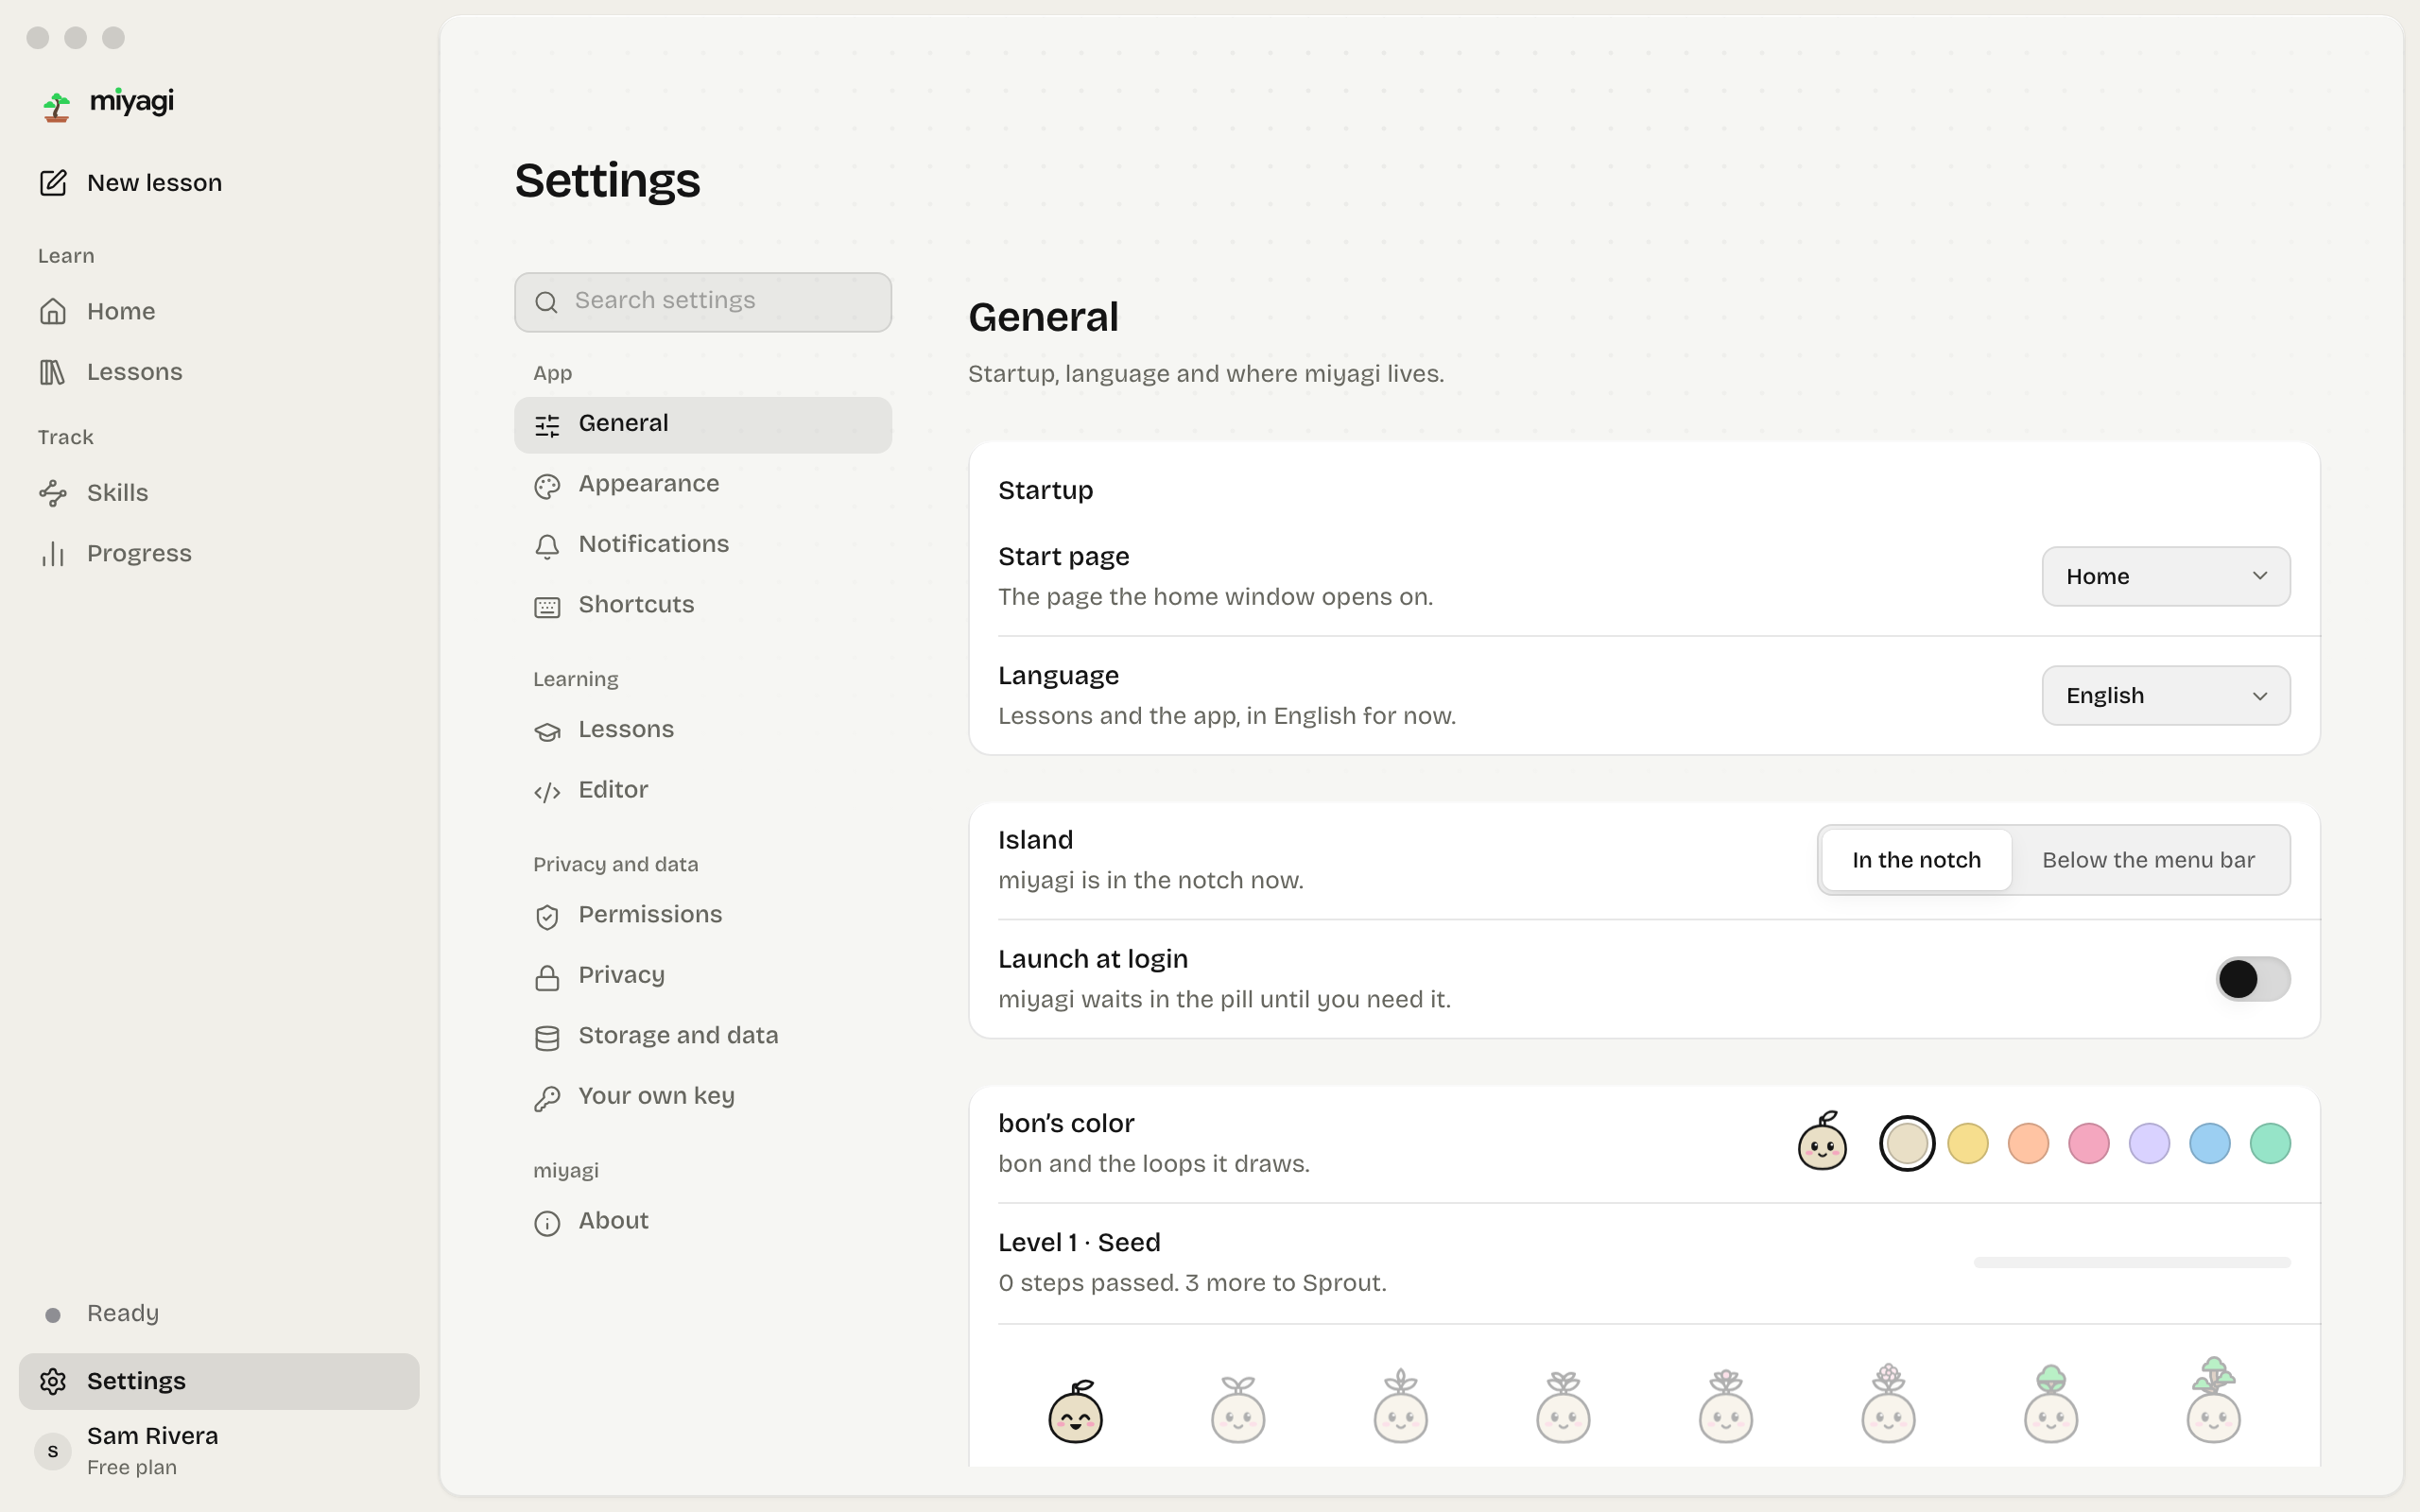 miyagi
New lesson
Learn
Home
Lessons
Track
Skills
Progress
Ready
Settings
S
Sam Rivera
Free plan
Settings
Search settings
App
General
Appearance
Notifications
Shortcuts
Learning
Lessons
Editor
Privacy and data
Permissions
Privacy
Storage and data
Your own key
miyagi
About
General
Startup, language and where miyagi lives.
Startup
Start page
The page the home window opens on.
Home
Language
Lessons and the app, in English for now.
English
Island
miyagi is in the notch now.
In the notch
Below the menu bar
Launch at login
miyagi waits in the pill until you need it.
bon’s color
bon and the loops it draws.
Level 1 · Seed
0 steps passed. 3 more to Sprout.